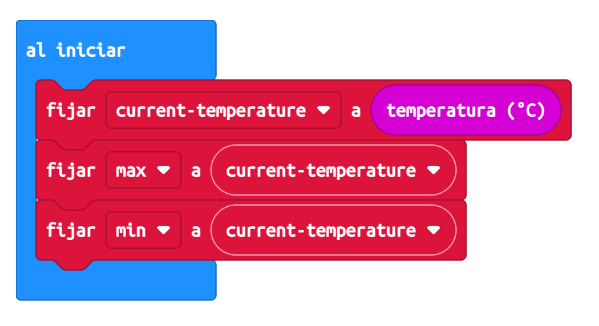 al iniciar
fijar current-temperature a temperatura (°C)
fijar max a current-temperature
fijar min a current-temperature